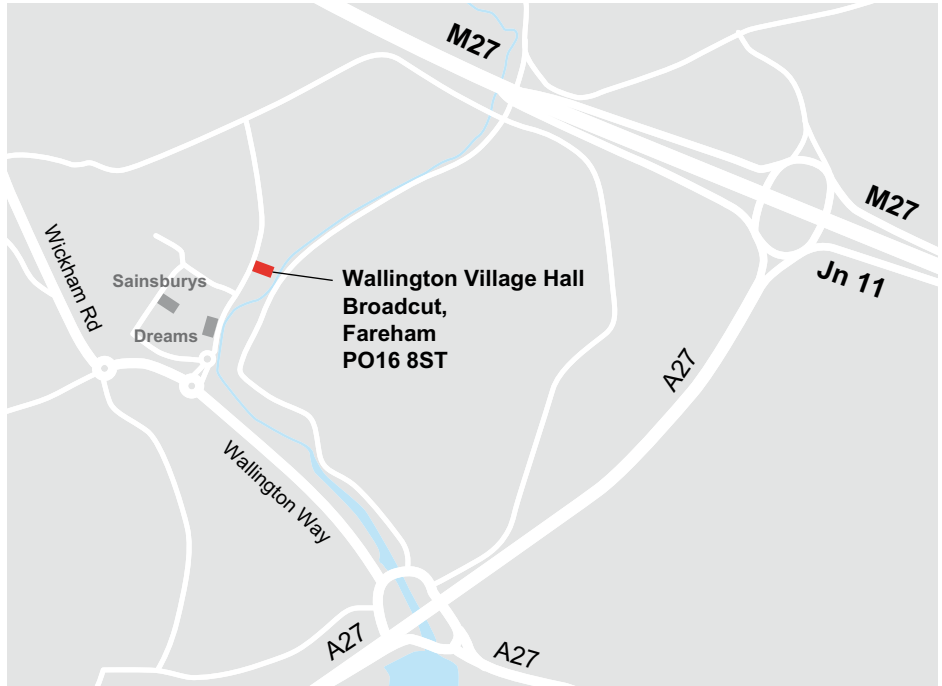 M27
M27
Jn 11
Wickham Rd
Sainsburys
Dreams
Wallington Village Hall
Broadcut,
Fareham
PO16 8ST
A27
Wallington Way
A27
A27